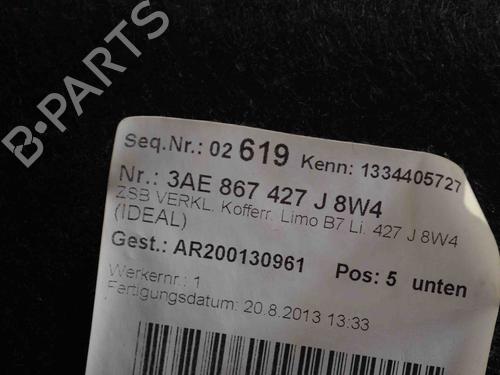 B-PARTS
Seq.Nr.: 02 619 Kenn: 1334405727
Nr.: 3AE 867 427 J 8W4
ZSB VERKL. Kofferr. Limo B7 Li. 427 J 8W4
(IDEAL)
Gest.: AR200130961 Pos: 5 unten
Werkernr.: 1
Fertigungsdatum: 20.8.2013 13:33